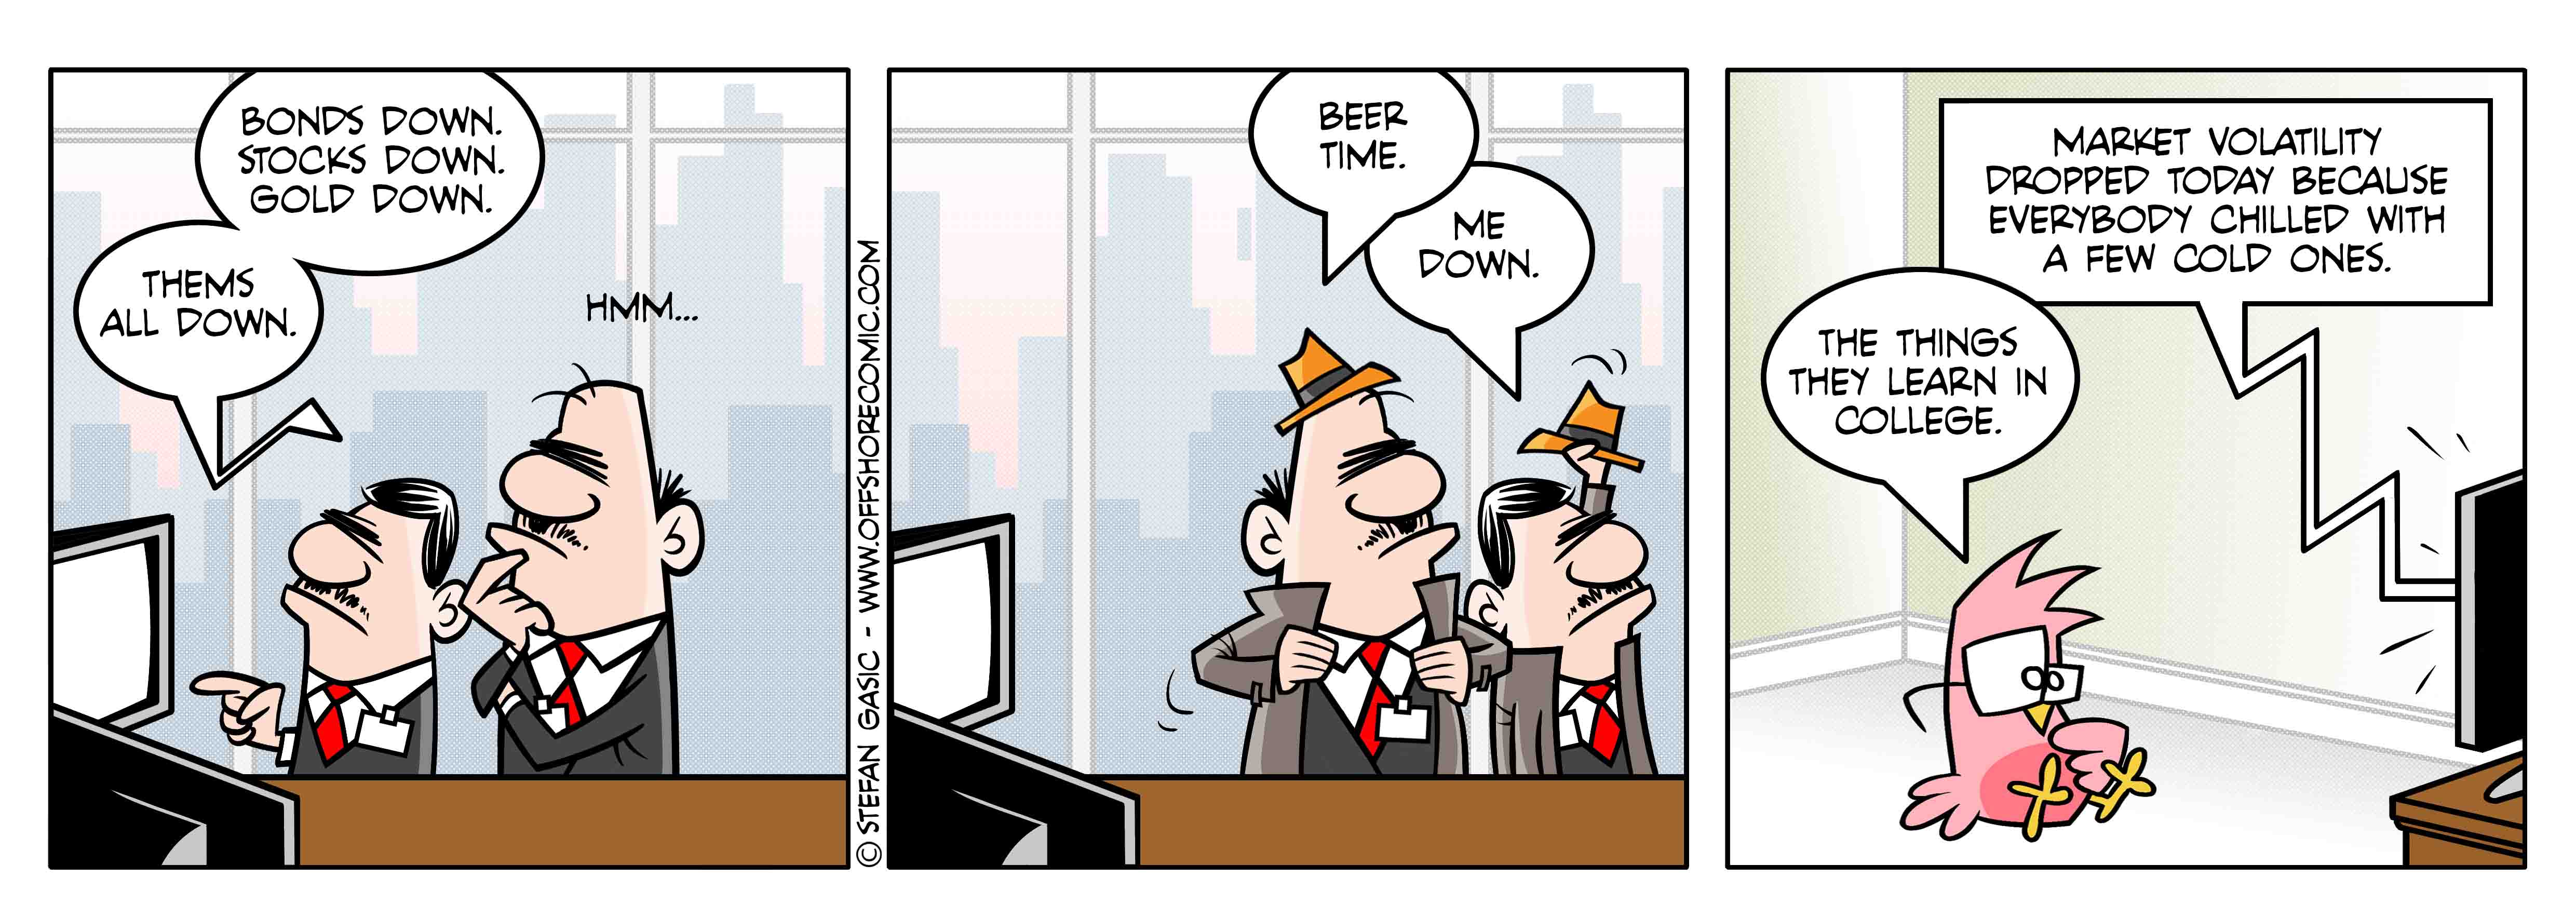 BONDS DOWN.
STOCKS DOWN.
GOLD DOWN.
THEMS
ALL DOWN.
HMM...
© STEFAN GASIC - WWW.OFFSHORECOMIC.COM
BEER
TIME.
ME
DOWN.
MARKET VOLATILITY
DROPPED TODAY BECAUSE
EVERYBODY CHILLED WITH
A FEW COLD ONES.
THE THINGS
THEY LEARN IN
COLLEGE.